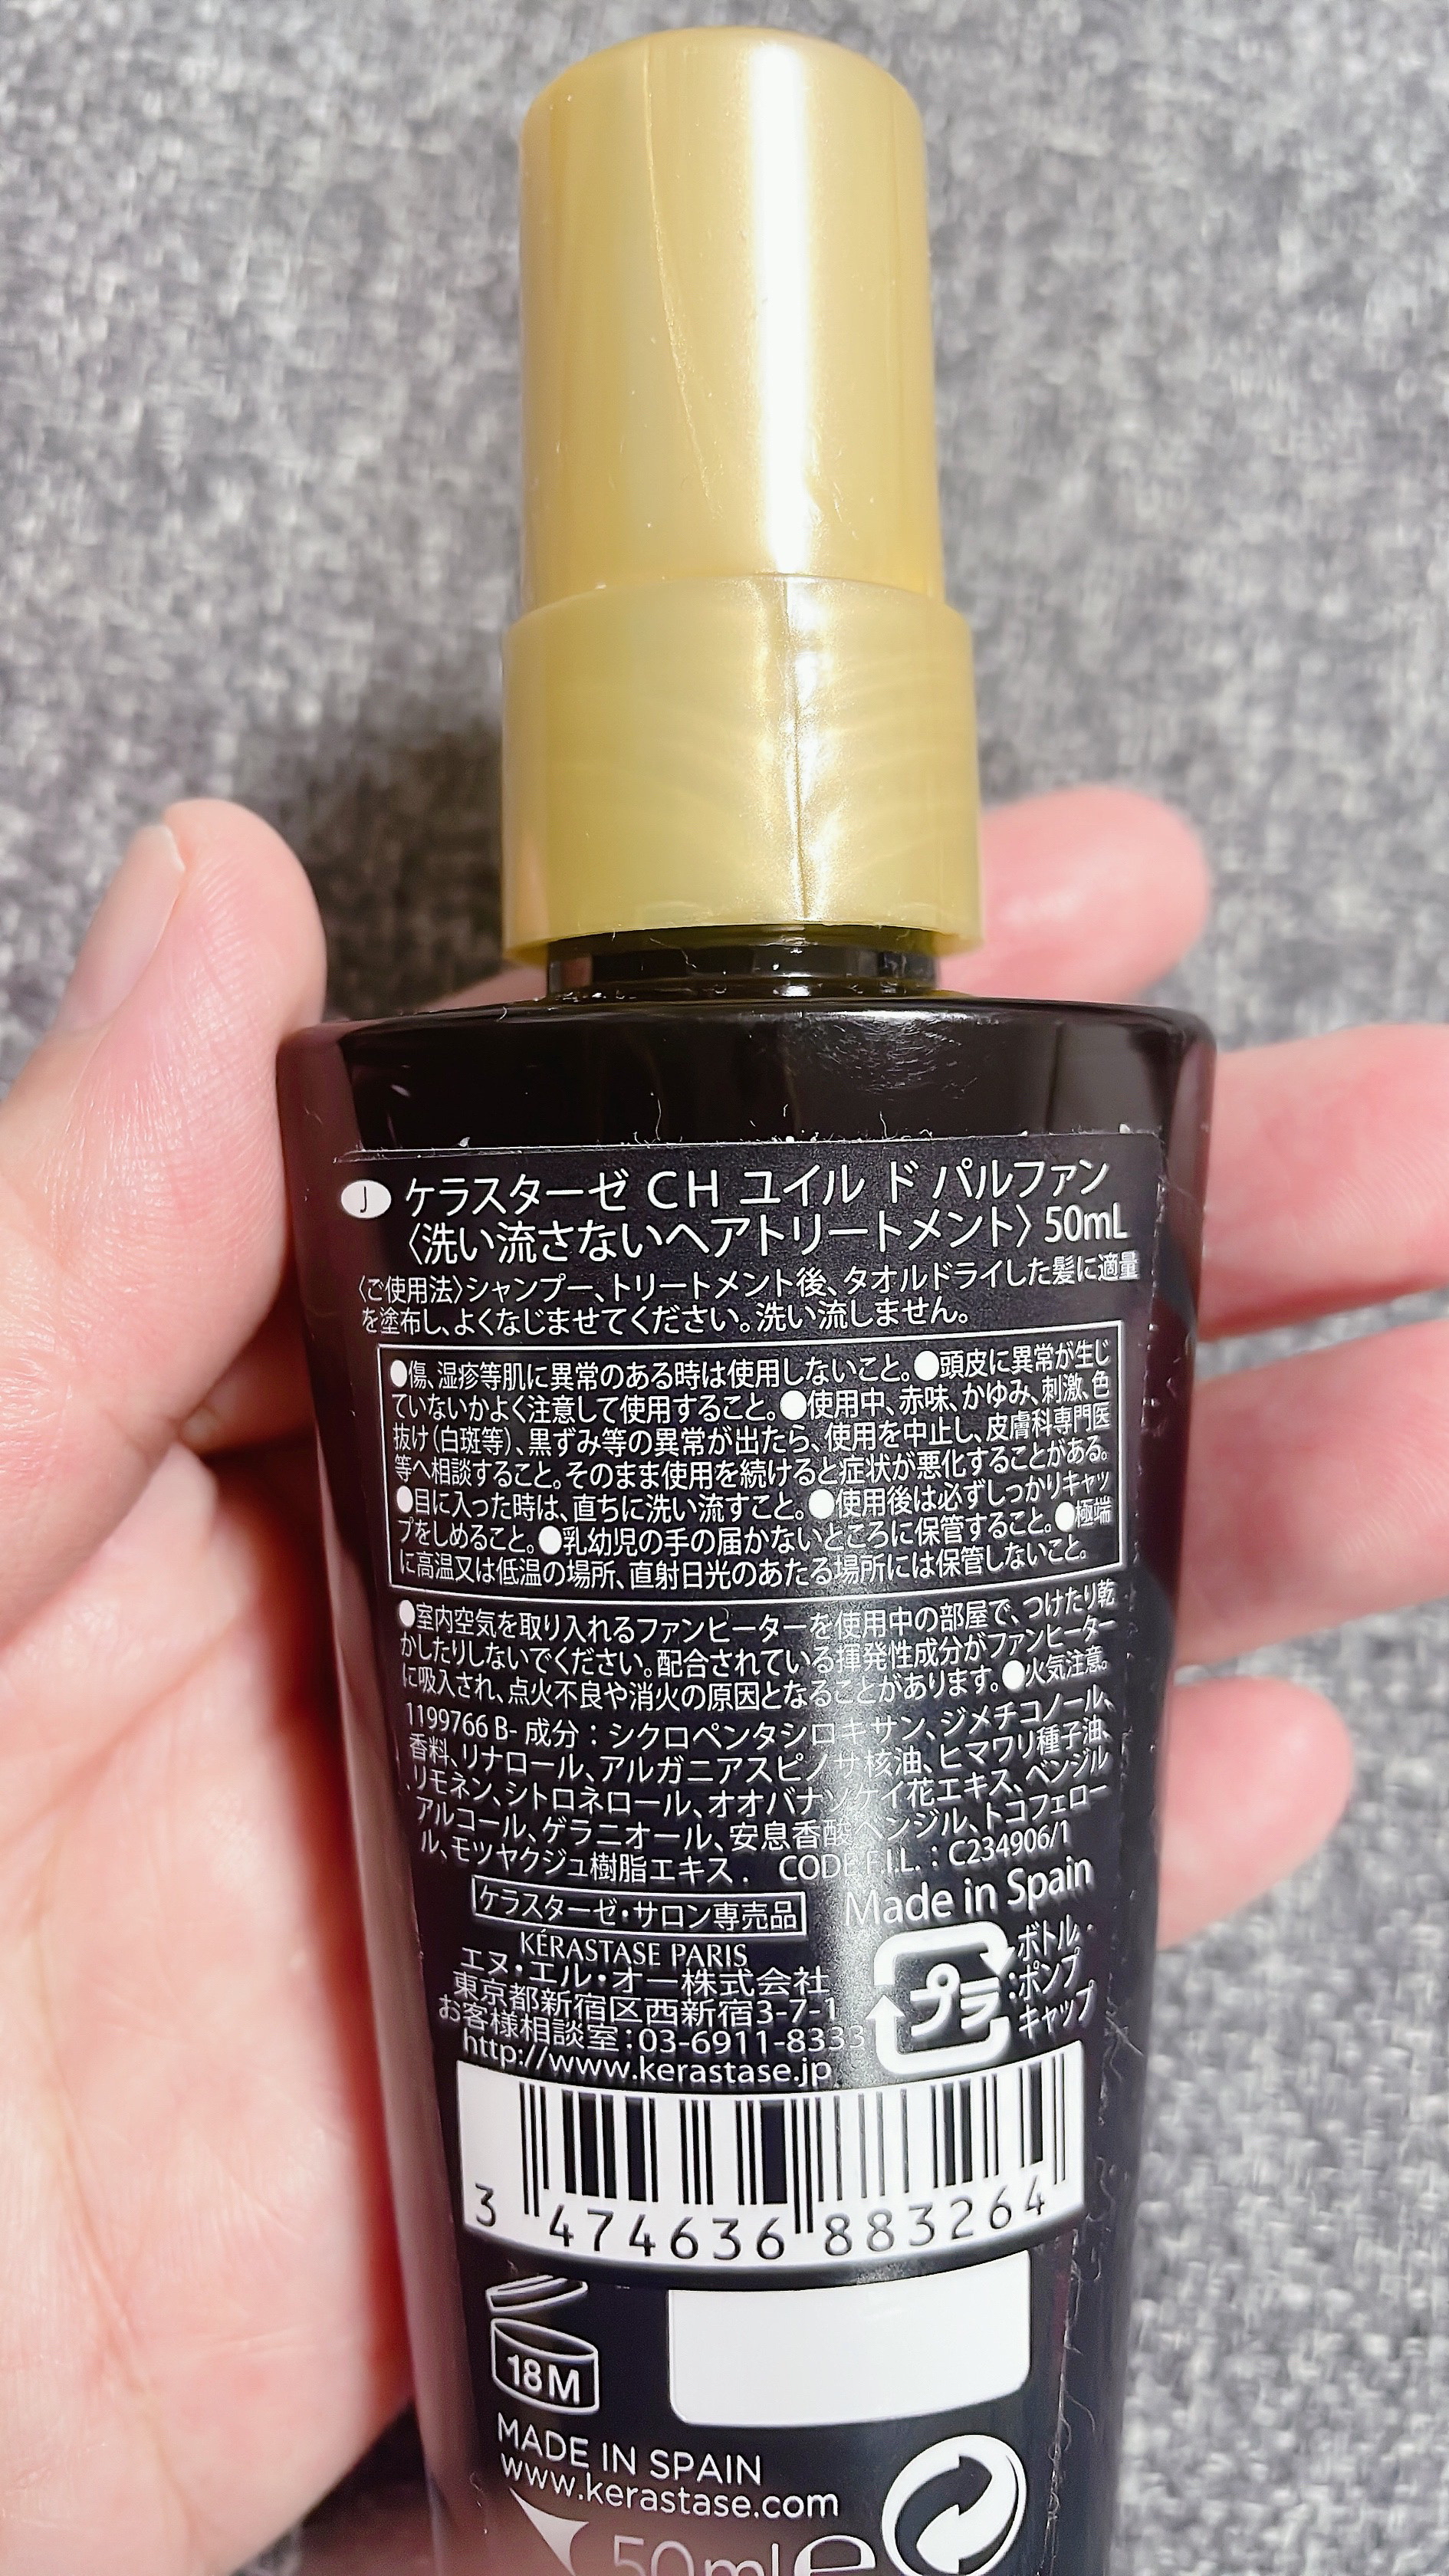 J ケラスターゼ CH ユイル ド パルファン
〈洗い流さないヘアトリートメント〉50mL
〈ご使用法〉シャンプー、トリートメント後、タオルドライした髪に適量
を塗布し、よくなじませてください。洗い流しません。
●傷、湿疹等肌に異常のある時は使用しないこと。●頭皮に異常が生じ
ていないかよく注意して使用すること。●使用中、赤味、かゆみ、刺激、色
抜け（白斑等）、黒ずみ等の異常が出たら、使用を中止し、皮膚科専門医
等へ相談すること。そのまま使用を続けると症状が悪化することがある。
●目に入った時は、直ちに洗い流すこと。●使用後は必ずしっかりキャッ
プをしめること。●乳幼児の手の届かないところに保管すること。●極端
に高温又は低温の場所、直射日光のあたる場所には保管しないこと。
●室内空気を取り入れるファンヒーターを使用中の部屋で、つけたり乾
かしたりしないでください。配合されている揮発性成分がファンヒーター
に吸入され、点火不良や消火の原因となることがあります。●火気注意。
1199766 B- 成分：シクロペンタシロキサン、ジメチコノール、
香料、リナロール、アルガニアスピノサ核油、ヒマワリ種子油、
リモネン、シトロネロール、オオバナソケイ花エキス、ベンジル
アルコール、ゲラニオール、安息香酸ベンジル、トコフェロー
ル、モツヤクジュ樹脂エキス． CODE F.I.L.：C234906/1
ケラスターゼ・サロン専売品
Made in Spain
KÉRASTASE PARIS
エヌ・エル・オー株式会社
東京都新宿区西新宿3-7-1
お客様相談室：03-6911-8333
http://www.kerastase.jp
プラ
ボトル・
：ポンプ
キャップ
3 474636 883264
18M
MADE IN SPAIN
www.kerastase.com
50ml e